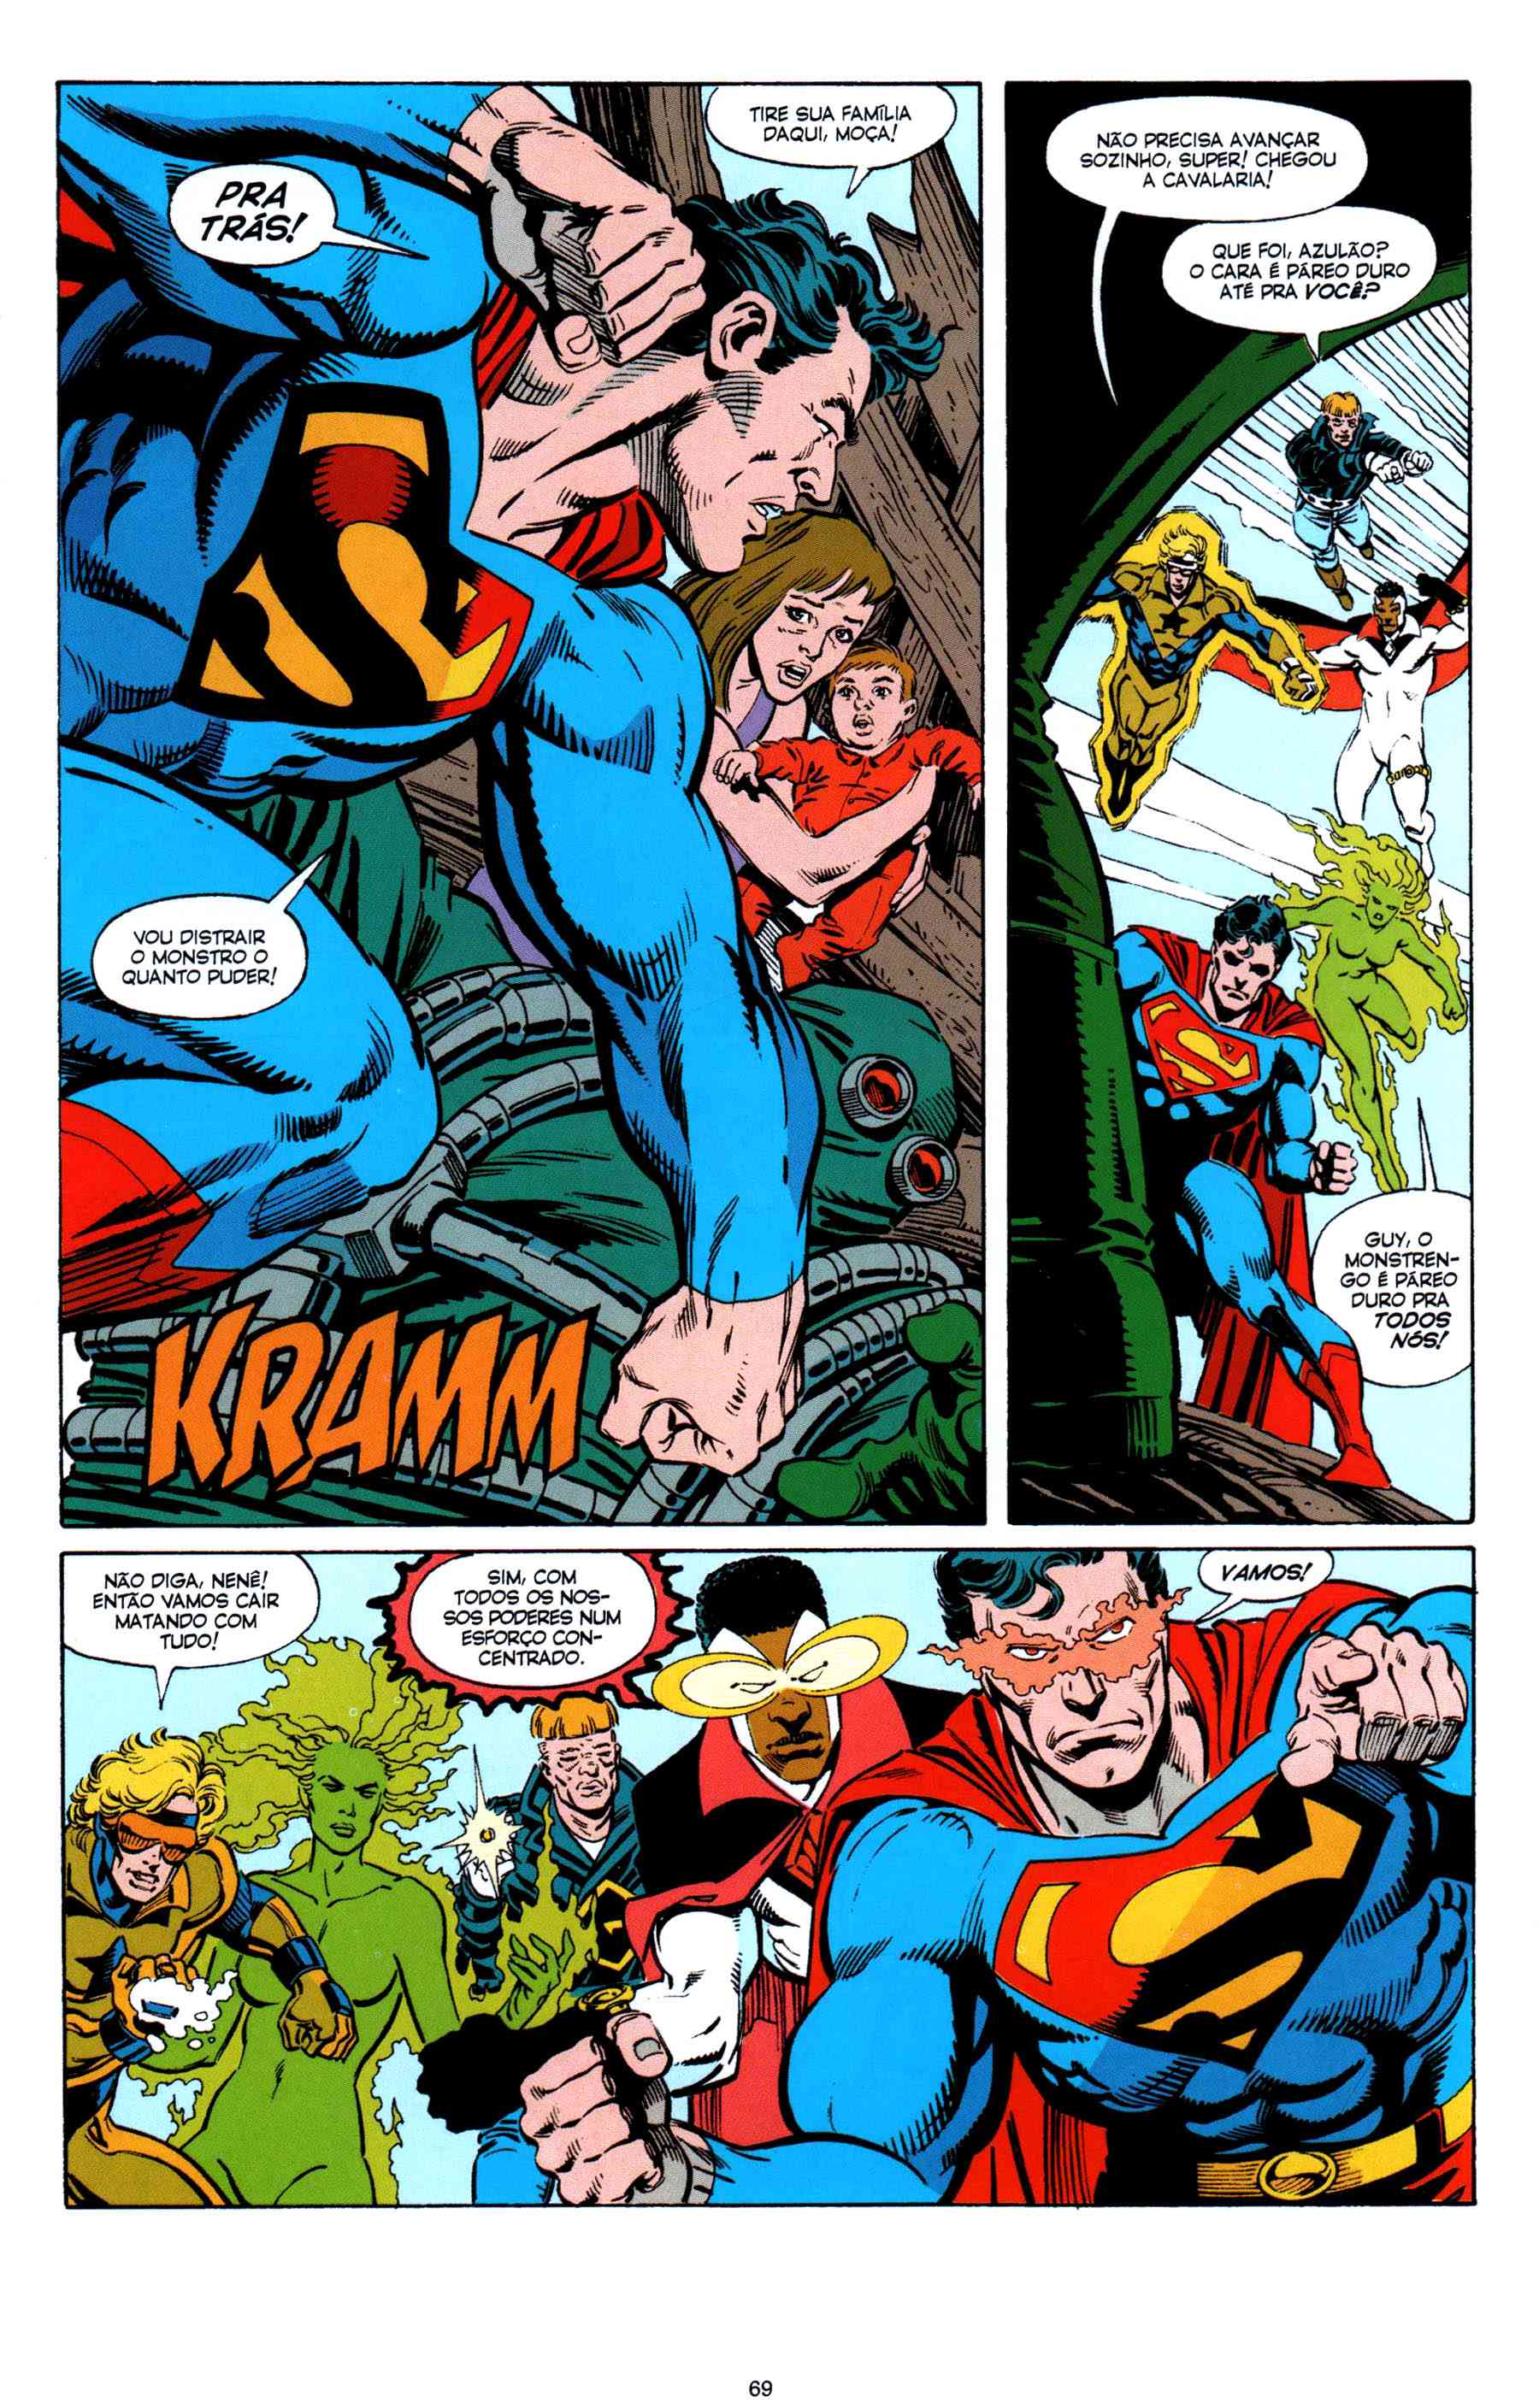 TIRE SUA FAMÍLIA
DAQUI, MOÇA!
PRA
TRÁS!
VOU DISTRAIR
O MONSTRO O
QUANTO PUDER!
KRAMM
NÃO PRECISA AVANÇAR
SOZINHO, SUPER! CHEGOU
A CAVALARIA!
QUE FOI, AZULÃO?
O CARA É PÁREO DURO
ATÉ PRA VOCÊ?
GUY, O
MONSTREN-
GO É PÁREO
DURO PRA
TODOS
NÓS!
NÃO DIGA, NENÊ!
ENTÃO VAMOS CAIR
MATANDO COM
TUDO!
SIM, COM
TODOS OS NOS-
SOS PODERES NUM
ESFORÇO CON-
CENTRADO.
VAMOS!
69